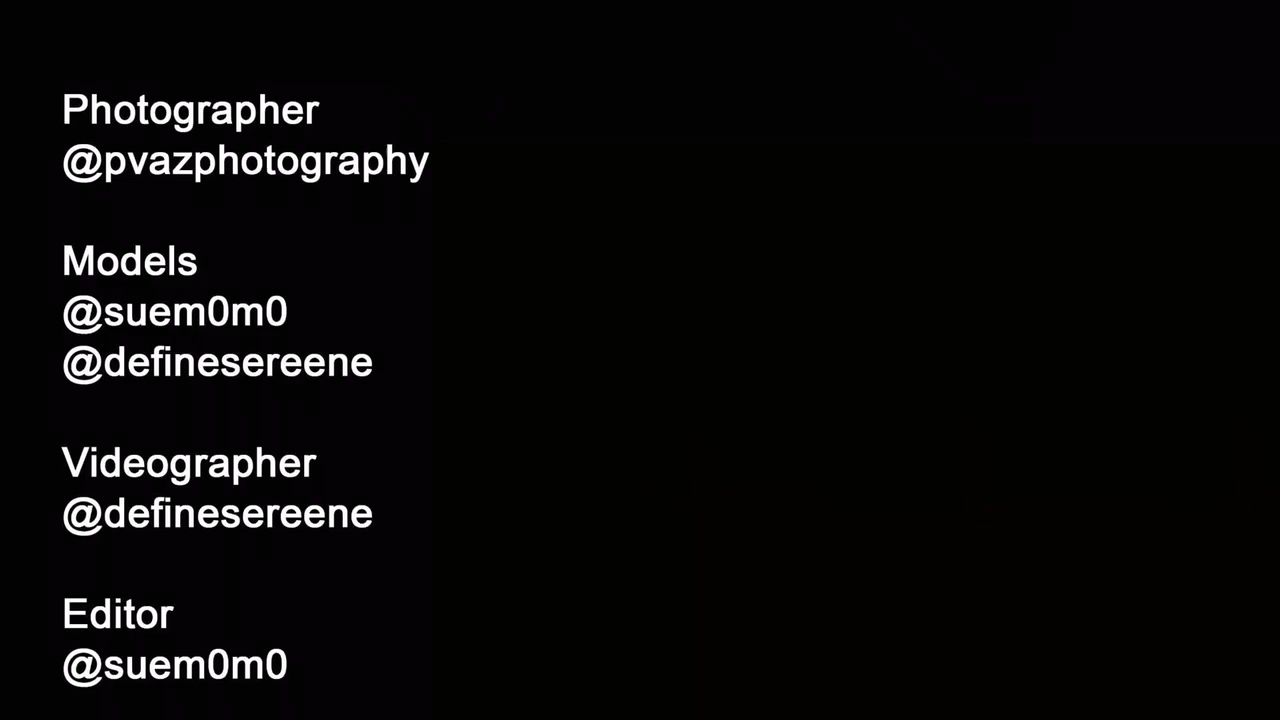 Photographer
@pvazphotography
Models
@suem0m0
@definesereene
Videographer
@definesereene
Editor
@suem0m0